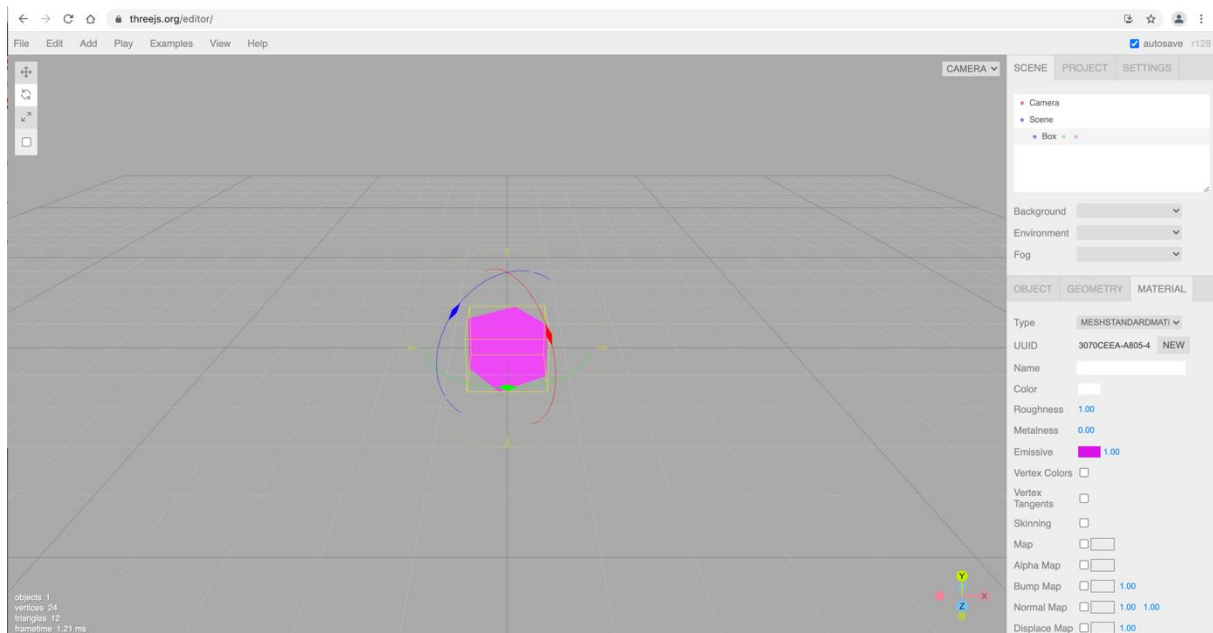 threejs.org/editor/
File Edit Add Play Examples View Help
autosave r128
CAMERA
SCENE PROJECT SETTINGS
Camera
Scene
Box
Background
Environment
Fog
OBJECT GEOMETRY MATERIAL
Type MESHSTANDARDMATI
UUID 3070CEEA-A805-4 NEW
Name
Color
Roughness 1.00
Metalness 0.00
Emissive 1.00
Vertex Colors
Vertex
Tangents
Skinning
Map
Alpha Map
Bump Map 1.00
Normal Map 1.00 1.00
Displace Map 1.00
Y
X
Z
objects 1
vertices 24
triangles 12
frametime 1.21 ms